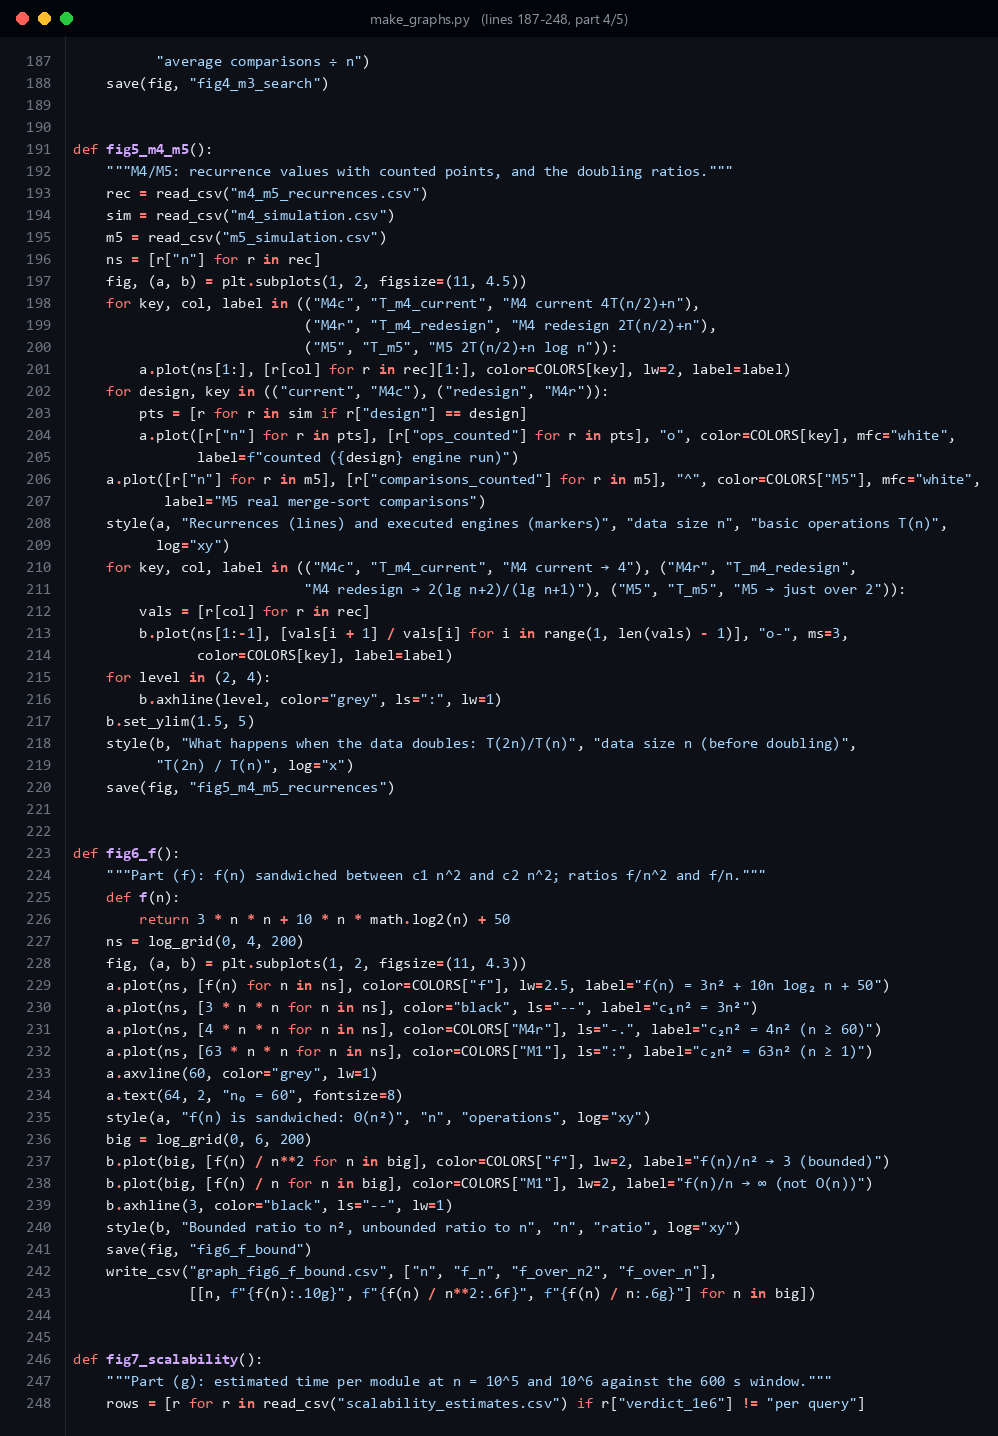 make_graphs.py (lines 187-248, part 4/5)
187           "average comparisons ÷ n")
188     save(fig, "fig4_m3_search")
189
190
191 def fig5_m4_m5():
192     """M4/M5: recurrence values with counted points, and the doubling ratios."""
193     rec = read_csv("m4_m5_recurrences.csv")
194     sim = read_csv("m4_simulation.csv")
195     m5 = read_csv("m5_simulation.csv")
196     ns = [r["n"] for r in rec]
197     fig, (a, b) = plt.subplots(1, 2, figsize=(11, 4.5))
198     for key, col, label in (("M4c", "T_m4_current", "M4 current 4T(n/2)+n"),
199                             ("M4r", "T_m4_redesign", "M4 redesign 2T(n/2)+n"),
200                             ("M5", "T_m5", "M5 2T(n/2)+n log n")):
201         a.plot(ns[1:], [r[col] for r in rec][1:], color=COLORS[key], lw=2, label=label)
202     for design, key in (("current", "M4c"), ("redesign", "M4r")):
203         pts = [r for r in sim if r["design"] == design]
204         a.plot([r["n"] for r in pts], [r["ops_counted"] for r in pts], "o", color=COLORS[key], mfc="white",
205                label=f"counted ({design} engine run)")
206     a.plot([r["n"] for r in m5], [r["comparisons_counted"] for r in m5], "^", color=COLORS["M5"], mfc="white",
207            label="M5 real merge-sort comparisons")
208     style(a, "Recurrences (lines) and executed engines (markers)", "data size n", "basic operations T(n)",
209           log="xy")
210     for key, col, label in (("M4c", "T_m4_current", "M4 current → 4"), ("M4r", "T_m4_redesign",
211                             "M4 redesign → 2(lg n+2)/(lg n+1)"), ("M5", "T_m5", "M5 → just over 2")):
212         vals = [r[col] for r in rec]
213         b.plot(ns[1:-1], [vals[i + 1] / vals[i] for i in range(1, len(vals) - 1)], "o-", ms=3,
214                color=COLORS[key], label=label)
215     for level in (2, 4):
216         b.axhline(level, color="grey", ls=":", lw=1)
217     b.set_ylim(1.5, 5)
218     style(b, "What happens when the data doubles: T(2n)/T(n)", "data size n (before doubling)",
219           "T(2n) / T(n)", log="x")
220     save(fig, "fig5_m4_m5_recurrences")
221
222
223 def fig6_f():
224     """Part (f): f(n) sandwiched between c1 n^2 and c2 n^2; ratios f/n^2 and f/n."""
225     def f(n):
226         return 3 * n * n + 10 * n * math.log2(n) + 50
227     ns = log_grid(0, 4, 200)
228     fig, (a, b) = plt.subplots(1, 2, figsize=(11, 4.3))
229     a.plot(ns, [f(n) for n in ns], color=COLORS["f"], lw=2.5, label="f(n) = 3n² + 10n log₂ n + 50")
230     a.plot(ns, [3 * n * n for n in ns], color="black", ls="--", label="c₁n² = 3n²")
231     a.plot(ns, [4 * n * n for n in ns], color=COLORS["M4r"], ls="-.", label="c₂n² = 4n² (n ≥ 60)")
232     a.plot(ns, [63 * n * n for n in ns], color=COLORS["M1"], ls=":", label="c₂n² = 63n² (n ≥ 1)")
233     a.axvline(60, color="grey", lw=1)
234     a.text(64, 2, "n₀ = 60", fontsize=8)
235     style(a, "f(n) is sandwiched: Θ(n²)", "n", "operations", log="xy")
236     big = log_grid(0, 6, 200)
237     b.plot(big, [f(n) / n**2 for n in big], color=COLORS["f"], lw=2, label="f(n)/n² → 3 (bounded)")
238     b.plot(big, [f(n) / n for n in big], color=COLORS["M1"], lw=2, label="f(n)/n → ∞ (not O(n))")
239     b.axhline(3, color="black", ls="--", lw=1)
240     style(b, "Bounded ratio to n², unbounded ratio to n", "n", "ratio", log="xy")
241     save(fig, "fig6_f_bound")
242     write_csv("graph_fig6_f_bound.csv", ["n", "f_n", "f_over_n2", "f_over_n"],
243               [[n, f"{f(n):.10g}", f"{f(n) / n**2:.6f}", f"{f(n) / n:.6g}"] for n in big])
244
245
246 def fig7_scalability():
247     """Part (g): estimated time per module at n = 10^5 and 10^6 against the 600 s window."""
248     rows = [r for r in read_csv("scalability_estimates.csv") if r["verdict_1e6"] != "per query"]